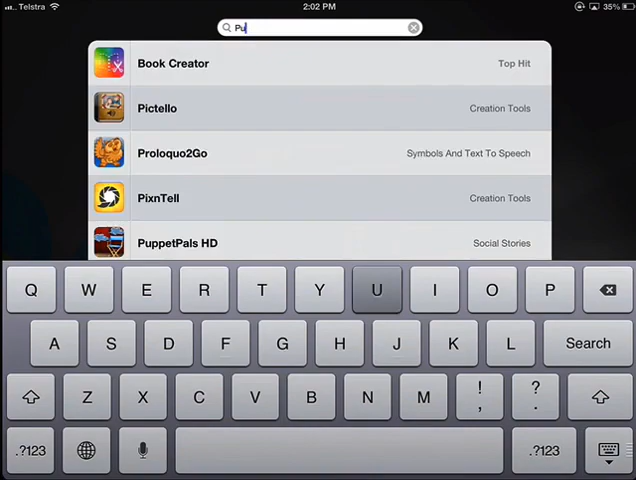 Telstra 2:02 PM 35%
Pu
Book Creator Top Hit
Pictello Creation Tools
Proloquo2Go Symbols And Text To Speech
PixnTell Creation Tools
PuppetPals HD Social Stories
Q W E R T Y U I O P
A S D F G H J K L Search
Z X C V B N M ! , ? .
.?123 .?123